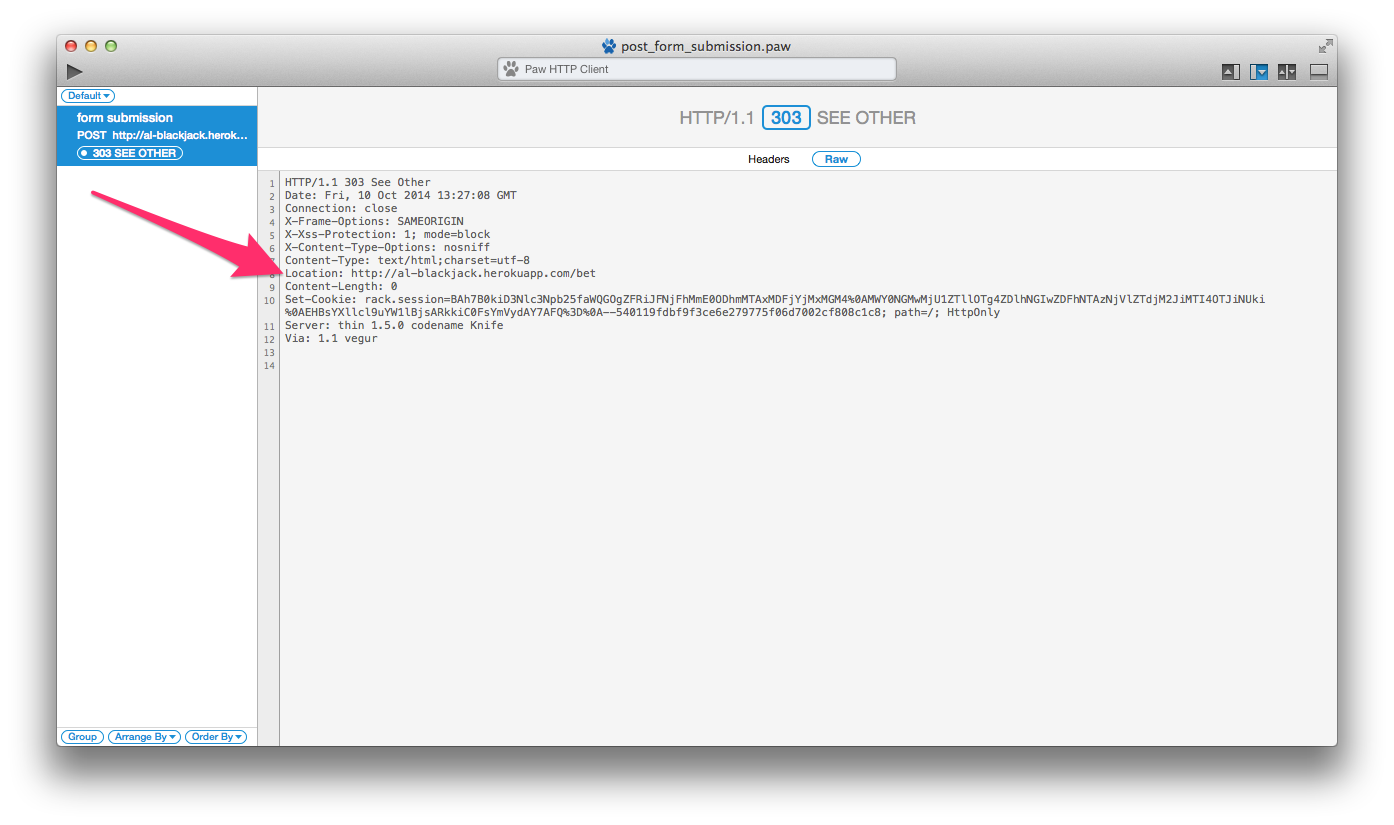 post_form_submission.paw
Paw HTTP Client
Default
form submission
POST http://al-blackjack.herok...
303 SEE OTHER
HTTP/1.1 303 SEE OTHER
Headers Raw
1 HTTP/1.1 303 See Other
2 Date: Fri, 10 Oct 2014 13:27:08 GMT
3 Connection: close
4 X-Frame-Options: SAMEORIGIN
5 X-Xss-Protection: 1; mode=block
6 X-Content-Type-Options: nosniff
7 Content-Type: text/html;charset=utf-8
8 Location: http://al-blackjack.herokuapp.com/bet
9 Content-Length: 0
10 Set-Cookie: rack.session=BAh7B0kiD3Nlc3Npb25faWQGOgZFRiJFNjFhMmE0ODhmMTAxMDFjYjMxMGM4%0AMWY0NGMwMjU1ZTllOTg4ZDlhNGIwZDFhNTAzNjVlZTdjM2JiMTI4OTJiNUki
%0AEHBsYXllcl9uYW1lBjsARkkiC0FsYmVydAY7AFQ%3D%0A--540119fdbf9f3ce6e279775f06d7002cf808c1c8; path=/; HttpOnly
11 Server: thin 1.5.0 codename Knife
12 Via: 1.1 vegur
13
14
Group Arrange By Order By